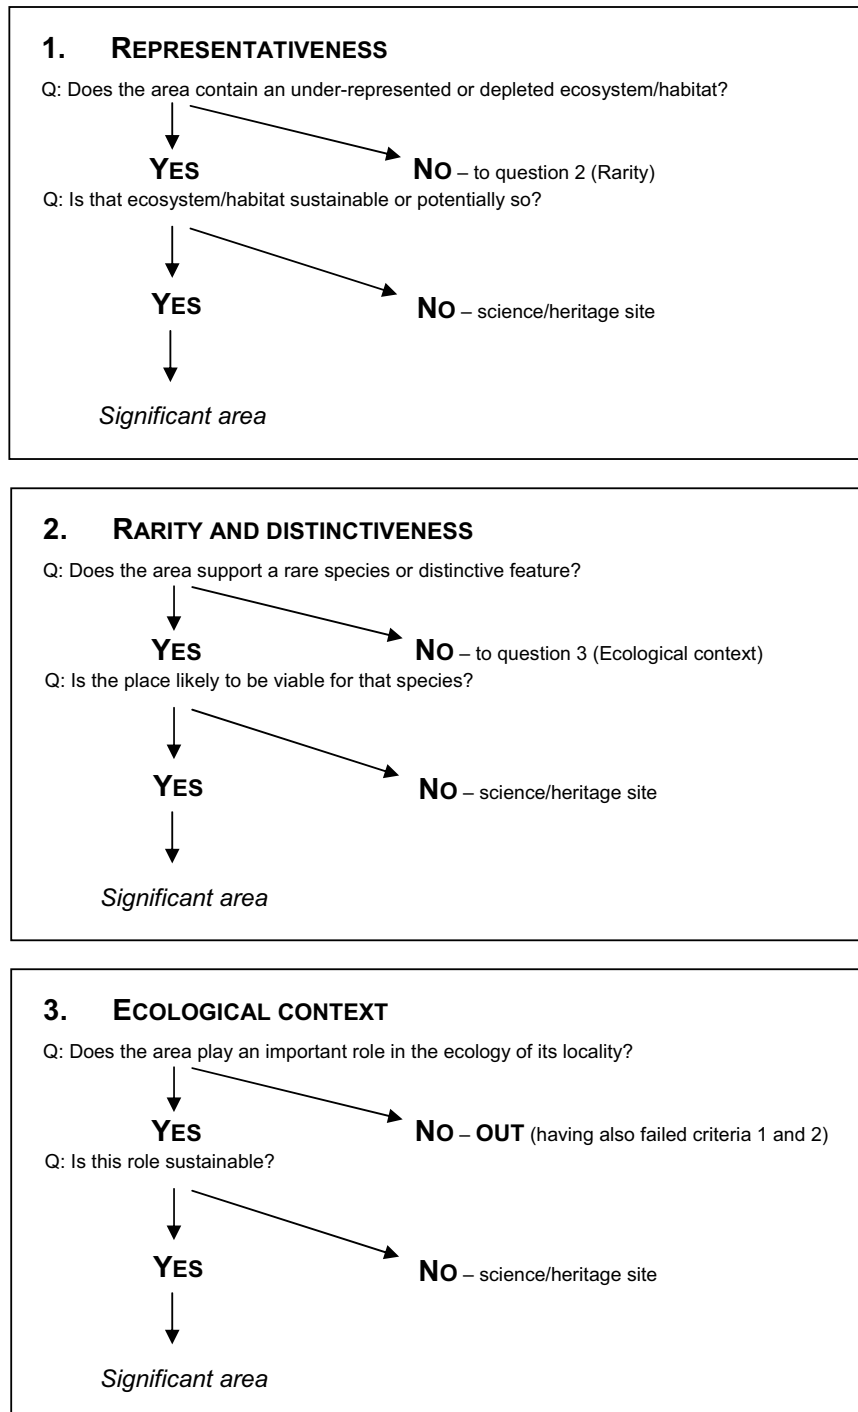 1. REPRESENTATIVENESS
Q: Does the area contain an under-represented or depleted ecosystem/habitat?
YES NO – to question 2 (Rarity)
Q: Is that ecosystem/habitat sustainable or potentially so?
YES NO – science/heritage site
Significant area
2. RARITY AND DISTINCTIVENESS
Q: Does the area support a rare species or distinctive feature?
YES NO – to question 3 (Ecological context)
Q: Is the place likely to be viable for that species?
YES NO – science/heritage site
Significant area
3. ECOLOGICAL CONTEXT
Q: Does the area play an important role in the ecology of its locality?
YES NO – OUT (having also failed criteria 1 and 2)
Q: Is this role sustainable?
YES NO – science/heritage site
Significant area